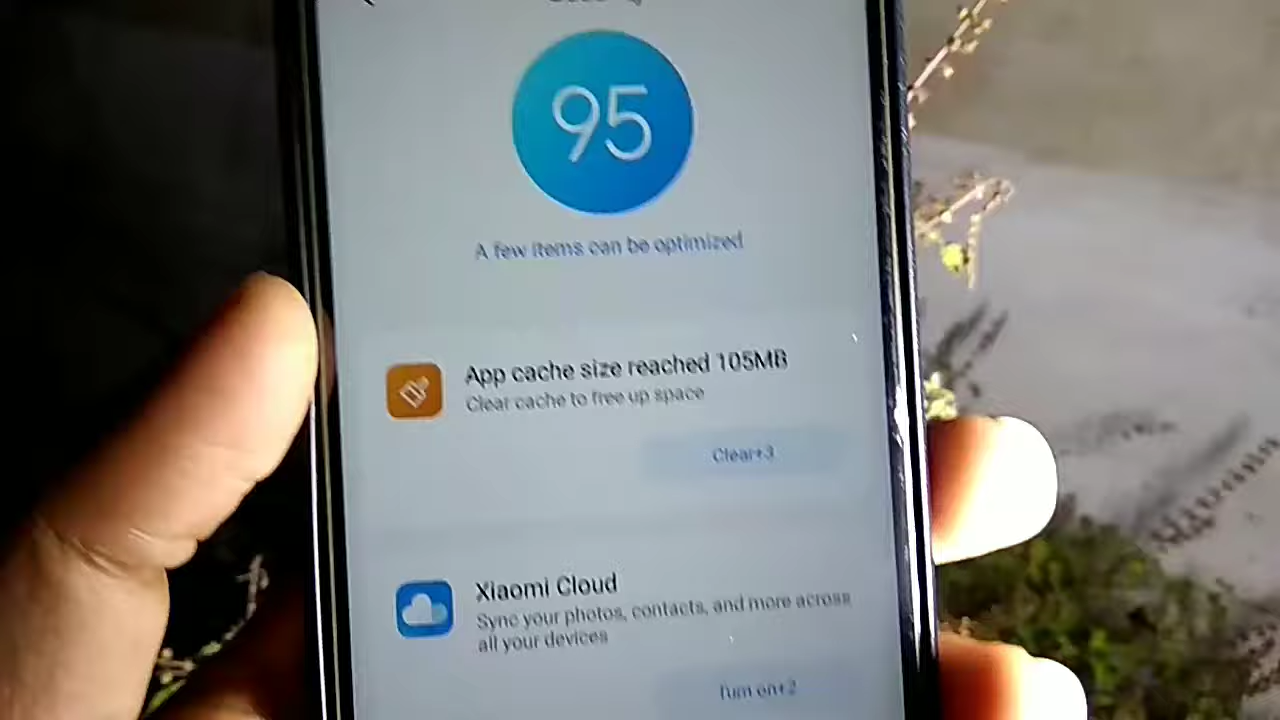 95
A few items can be optimized
App cache size reached 105MB
Clear cache to free up space
Clear+3
Xiaomi Cloud
Sync your photos, contacts, and more across
all your devices
Turn on+2